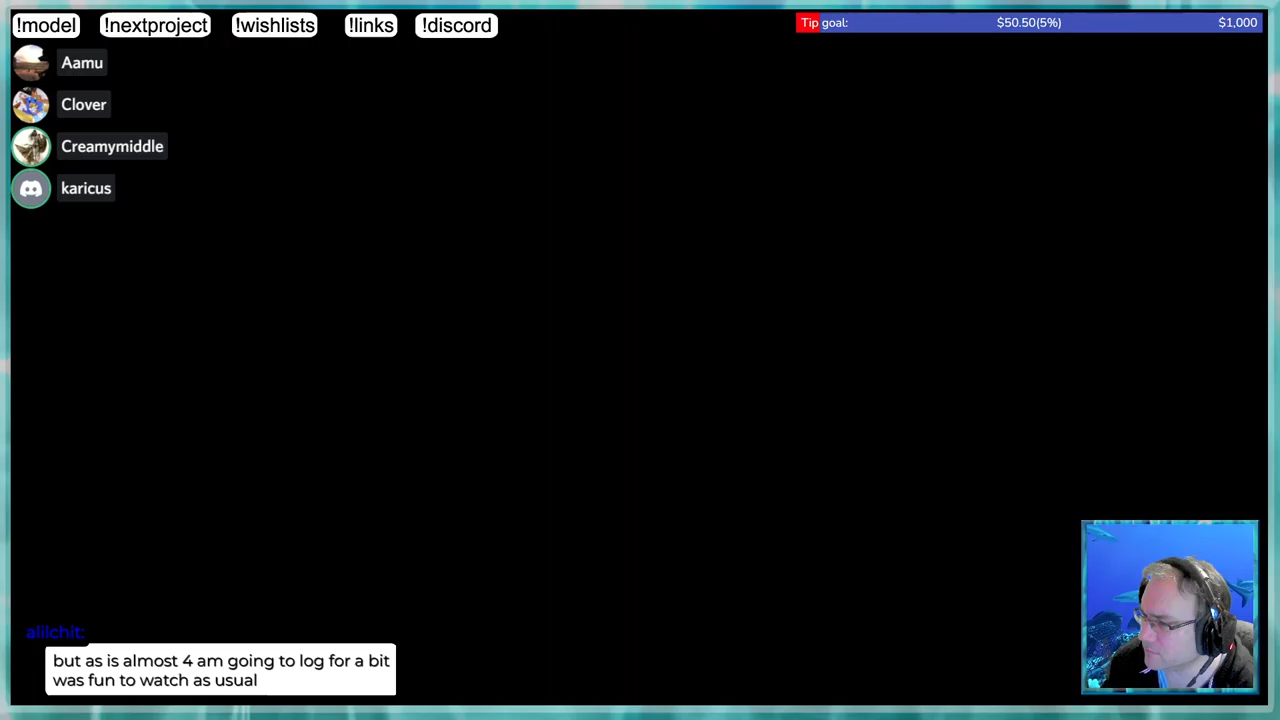 !model !nextproject !wishlists !links !discord
Tip goal: $50.50(5%) $1,000
Aamu
Clover
Creamymiddle
karicus
alilchit:
but as is almost 4 am going to log for a bit
was fun to watch as usual